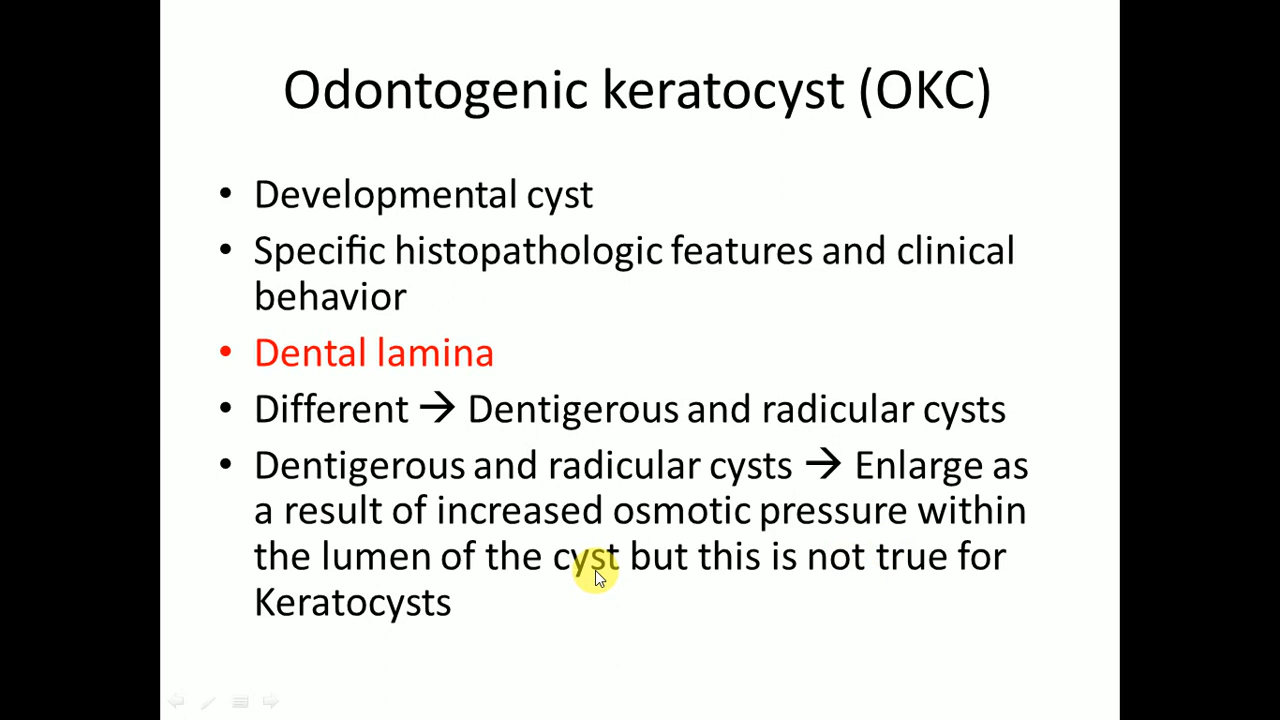 Odontogenic keratocyst (OKC)
• Developmental cyst
• Specific histopathologic features and clinical
behavior
• Dental lamina
• Different → Dentigerous and radicular cysts
• Dentigerous and radicular cysts → Enlarge as
a result of increased osmotic pressure within
the lumen of the cyst but this is not true for
Keratocysts